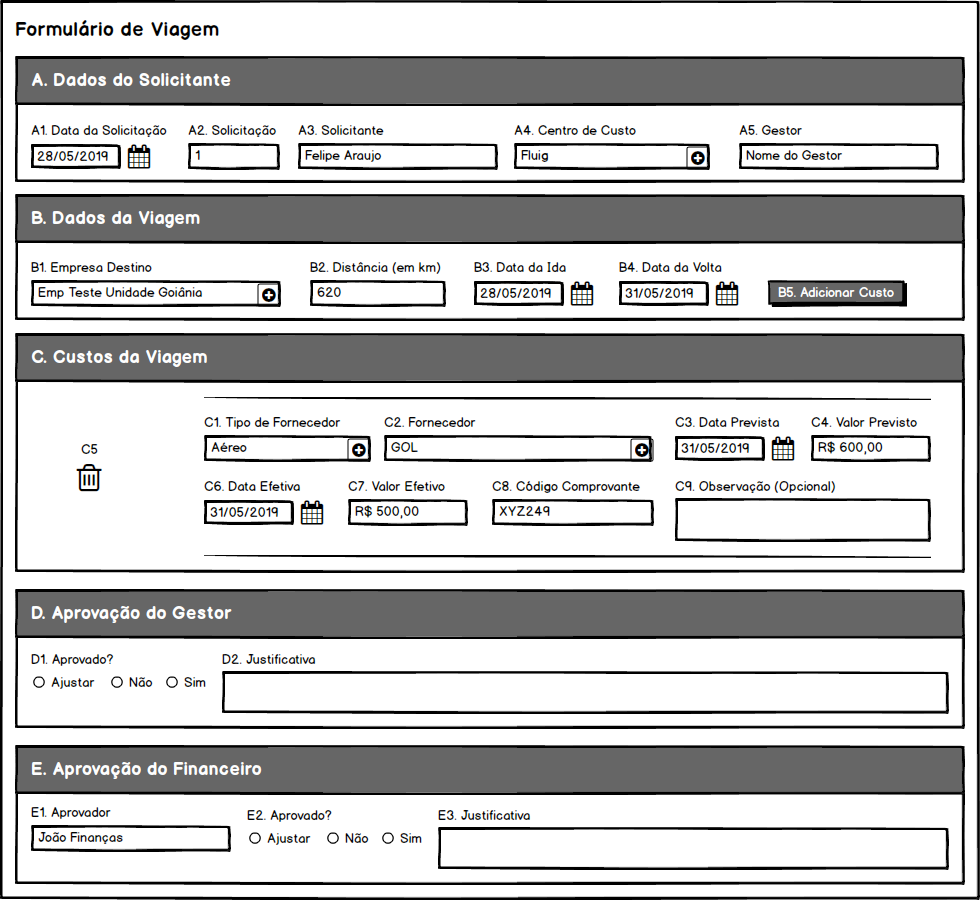 Formulário de Viagem
A. Dados do Solicitante
A1. Data da Solicitação A2. Solicitação A3. Solicitante A4. Centro de Custo A5. Gestor
28/05/2019 1 Felipe Araujo Fluig Nome do Gestor
B. Dados da Viagem
B1. Empresa Destino B2. Distância (em km) B3. Data da Ida B4. Data da Volta
Emp Teste Unidade Goiânia 620 28/05/2019 31/05/2019 B5. Adicionar Custo
C. Custos da Viagem
C1. Tipo de Fornecedor C2. Fornecedor C3. Data Prevista C4. Valor Previsto
C5 Aéreo GOL 31/05/2019 R$ 600,00
C6. Data Efetiva C7. Valor Efetivo C8. Código Comprovante C9. Observação (Opcional)
31/05/2019 R$ 500,00 XYZ249
D. Aprovação do Gestor
D1. Aprovado? D2. Justificativa
Ajustar Não Sim
E. Aprovação do Financeiro
E1. Aprovador E2. Aprovado? E3. Justificativa
João Finanças Ajustar Não Sim